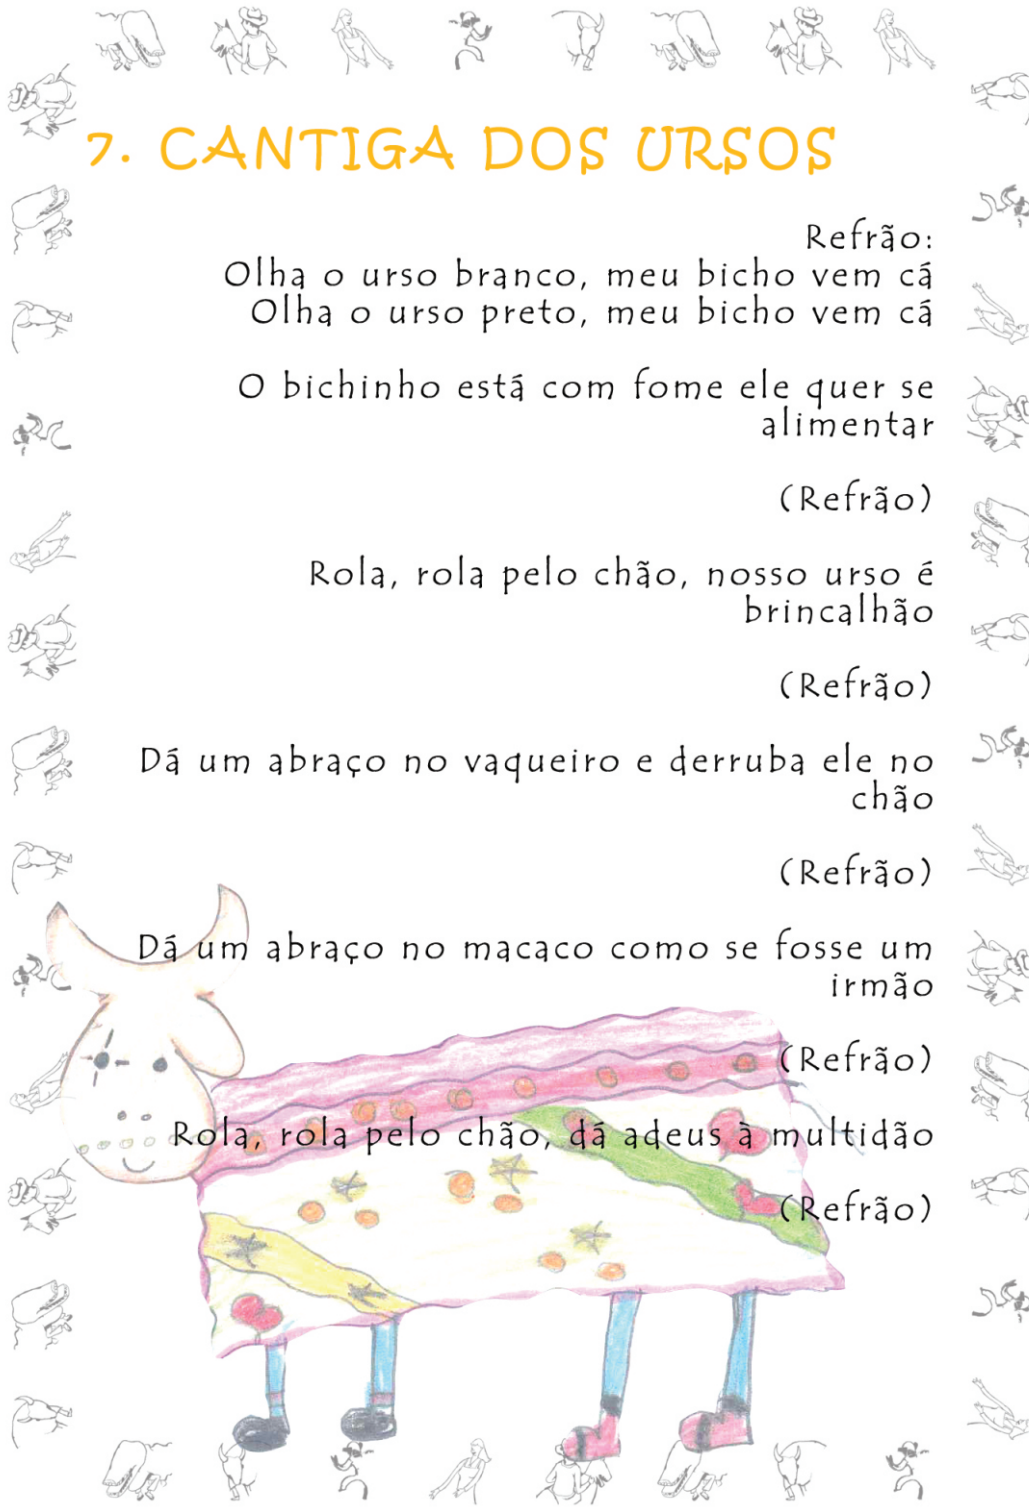 7. CANTIGA DOS URSOS
Refrão:
Olha o urso branco, meu bicho vem cá
Olha o urso preto, meu bicho vem cá
O bichinho está com fome ele quer se
alimentar
(Refrão)
Rola, rola pelo chão, nosso urso é
brincalhão
(Refrão)
Dá um abraço no vaqueiro e derruba ele no
chão
(Refrão)
Dá um abraço no macaco como se fosse um
irmão
(Refrão)
Rola, rola pelo chão, dá adeus à multidão
(Refrão)